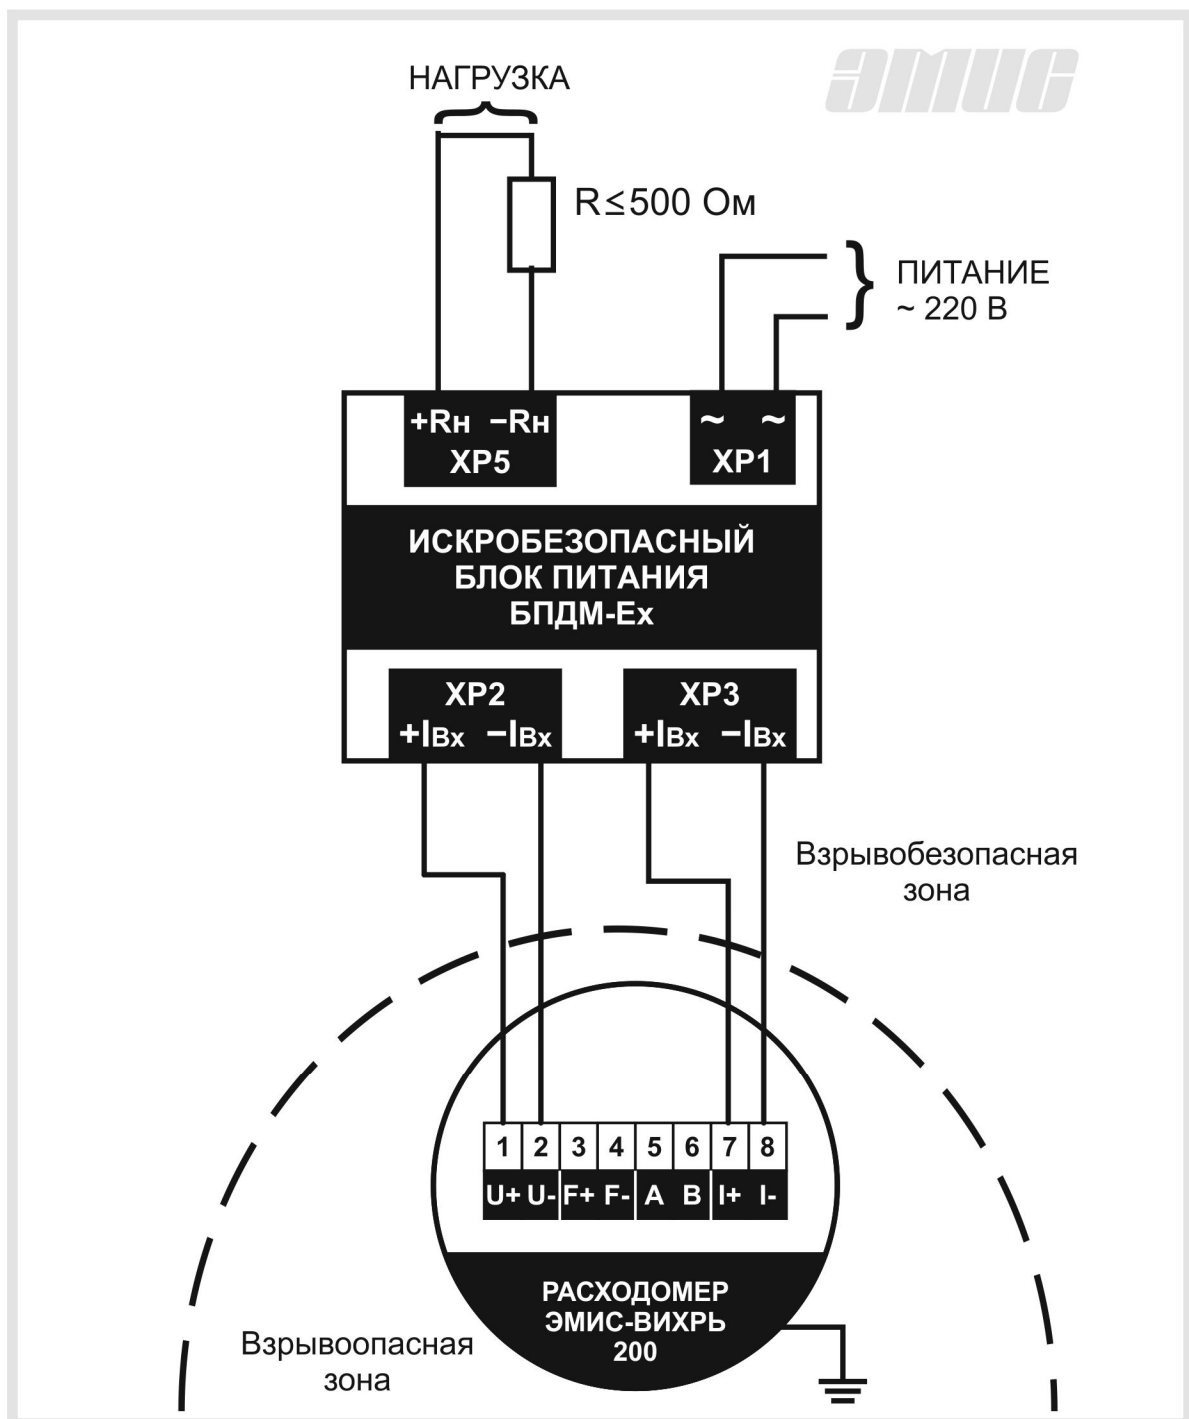 ЭМИС
НАГРУЗКА
R≤500 Ом
ПИТАНИЕ
~ 220 В
+Rн −Rн
XP5
~ ~
XP1
ИСКРОБЕЗОПАСНЫЙ
БЛОК ПИТАНИЯ
БПДМ-Ex
XP2
+IВх −IВх
XP3
+IВх −IВх
Взрывобезопасная
зона
1 2 3 4 5 6 7 8
U+ U- F+ F- A B I+ I-
РАСХОДОМЕР
ЭМИС-ВИХРЬ
200
Взрывоопасная
зона